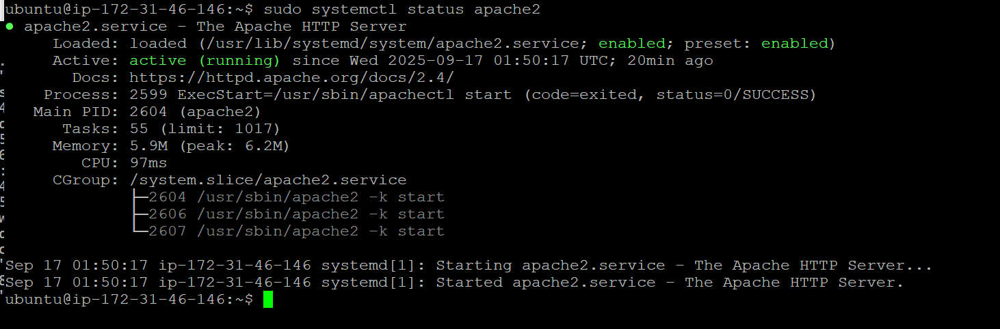 ubuntu@ip-172-31-46-146:~$ sudo systemctl status apache2
● apache2.service - The Apache HTTP Server
     Loaded: loaded (/usr/lib/systemd/system/apache2.service; enabled; preset: enabled)
     Active: active (running) since Wed 2025-09-17 01:50:17 UTC; 20min ago
       Docs: https://httpd.apache.org/docs/2.4/
    Process: 2599 ExecStart=/usr/sbin/apachectl start (code=exited, status=0/SUCCESS)
   Main PID: 2604 (apache2)
      Tasks: 55 (limit: 1017)
     Memory: 5.9M (peak: 6.2M)
        CPU: 97ms
     CGroup: /system.slice/apache2.service
             ├─2604 /usr/sbin/apache2 -k start
             ├─2606 /usr/sbin/apache2 -k start
             └─2607 /usr/sbin/apache2 -k start
Sep 17 01:50:17 ip-172-31-46-146 systemd[1]: Starting apache2.service - The Apache HTTP Server...
Sep 17 01:50:17 ip-172-31-46-146 systemd[1]: Started apache2.service - The Apache HTTP Server.
ubuntu@ip-172-31-46-146:~$